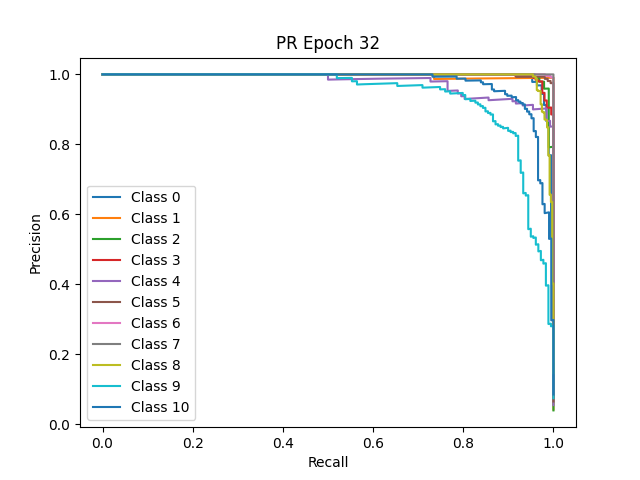 PR Epoch 32
1.0
0.8
0.6
0.4
0.2
0.0
Precision
Class 0
Class 1
Class 2
Class 3
Class 4
Class 5
Class 6
Class 7
Class 8
Class 9
Class 10
0.0 0.2 0.4 0.6 0.8 1.0
Recall